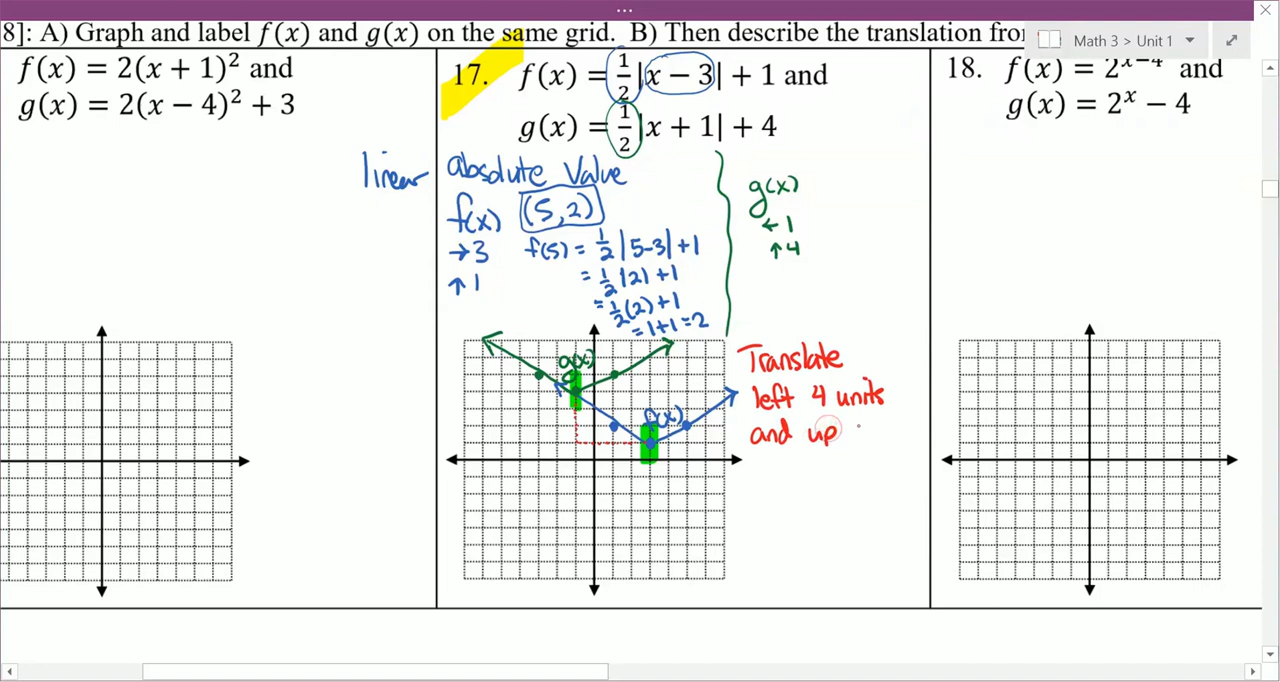 8]: A) Graph and label f(x) and g(x) on the same grid. B) Then describe the translation from
Math 3 > Unit 1
f(x) = 2(x + 1)² and
g(x) = 2(x − 4)² + 3
17. f(x) = ½|x − 3| + 1 and
g(x) = ½|x + 1| + 4
linear absolute value
f(x) (5,2)
→3 f(5) = ½|5-3| +1
= ½|2| +1
↑1
= ½(2) +1
= 1+1 = 2
g(x)
←1
↑4
g(x)
f(x)
Translate
left 4 units
and up
18. f(x) = 2ˣ⁻⁴ and
g(x) = 2ˣ − 4